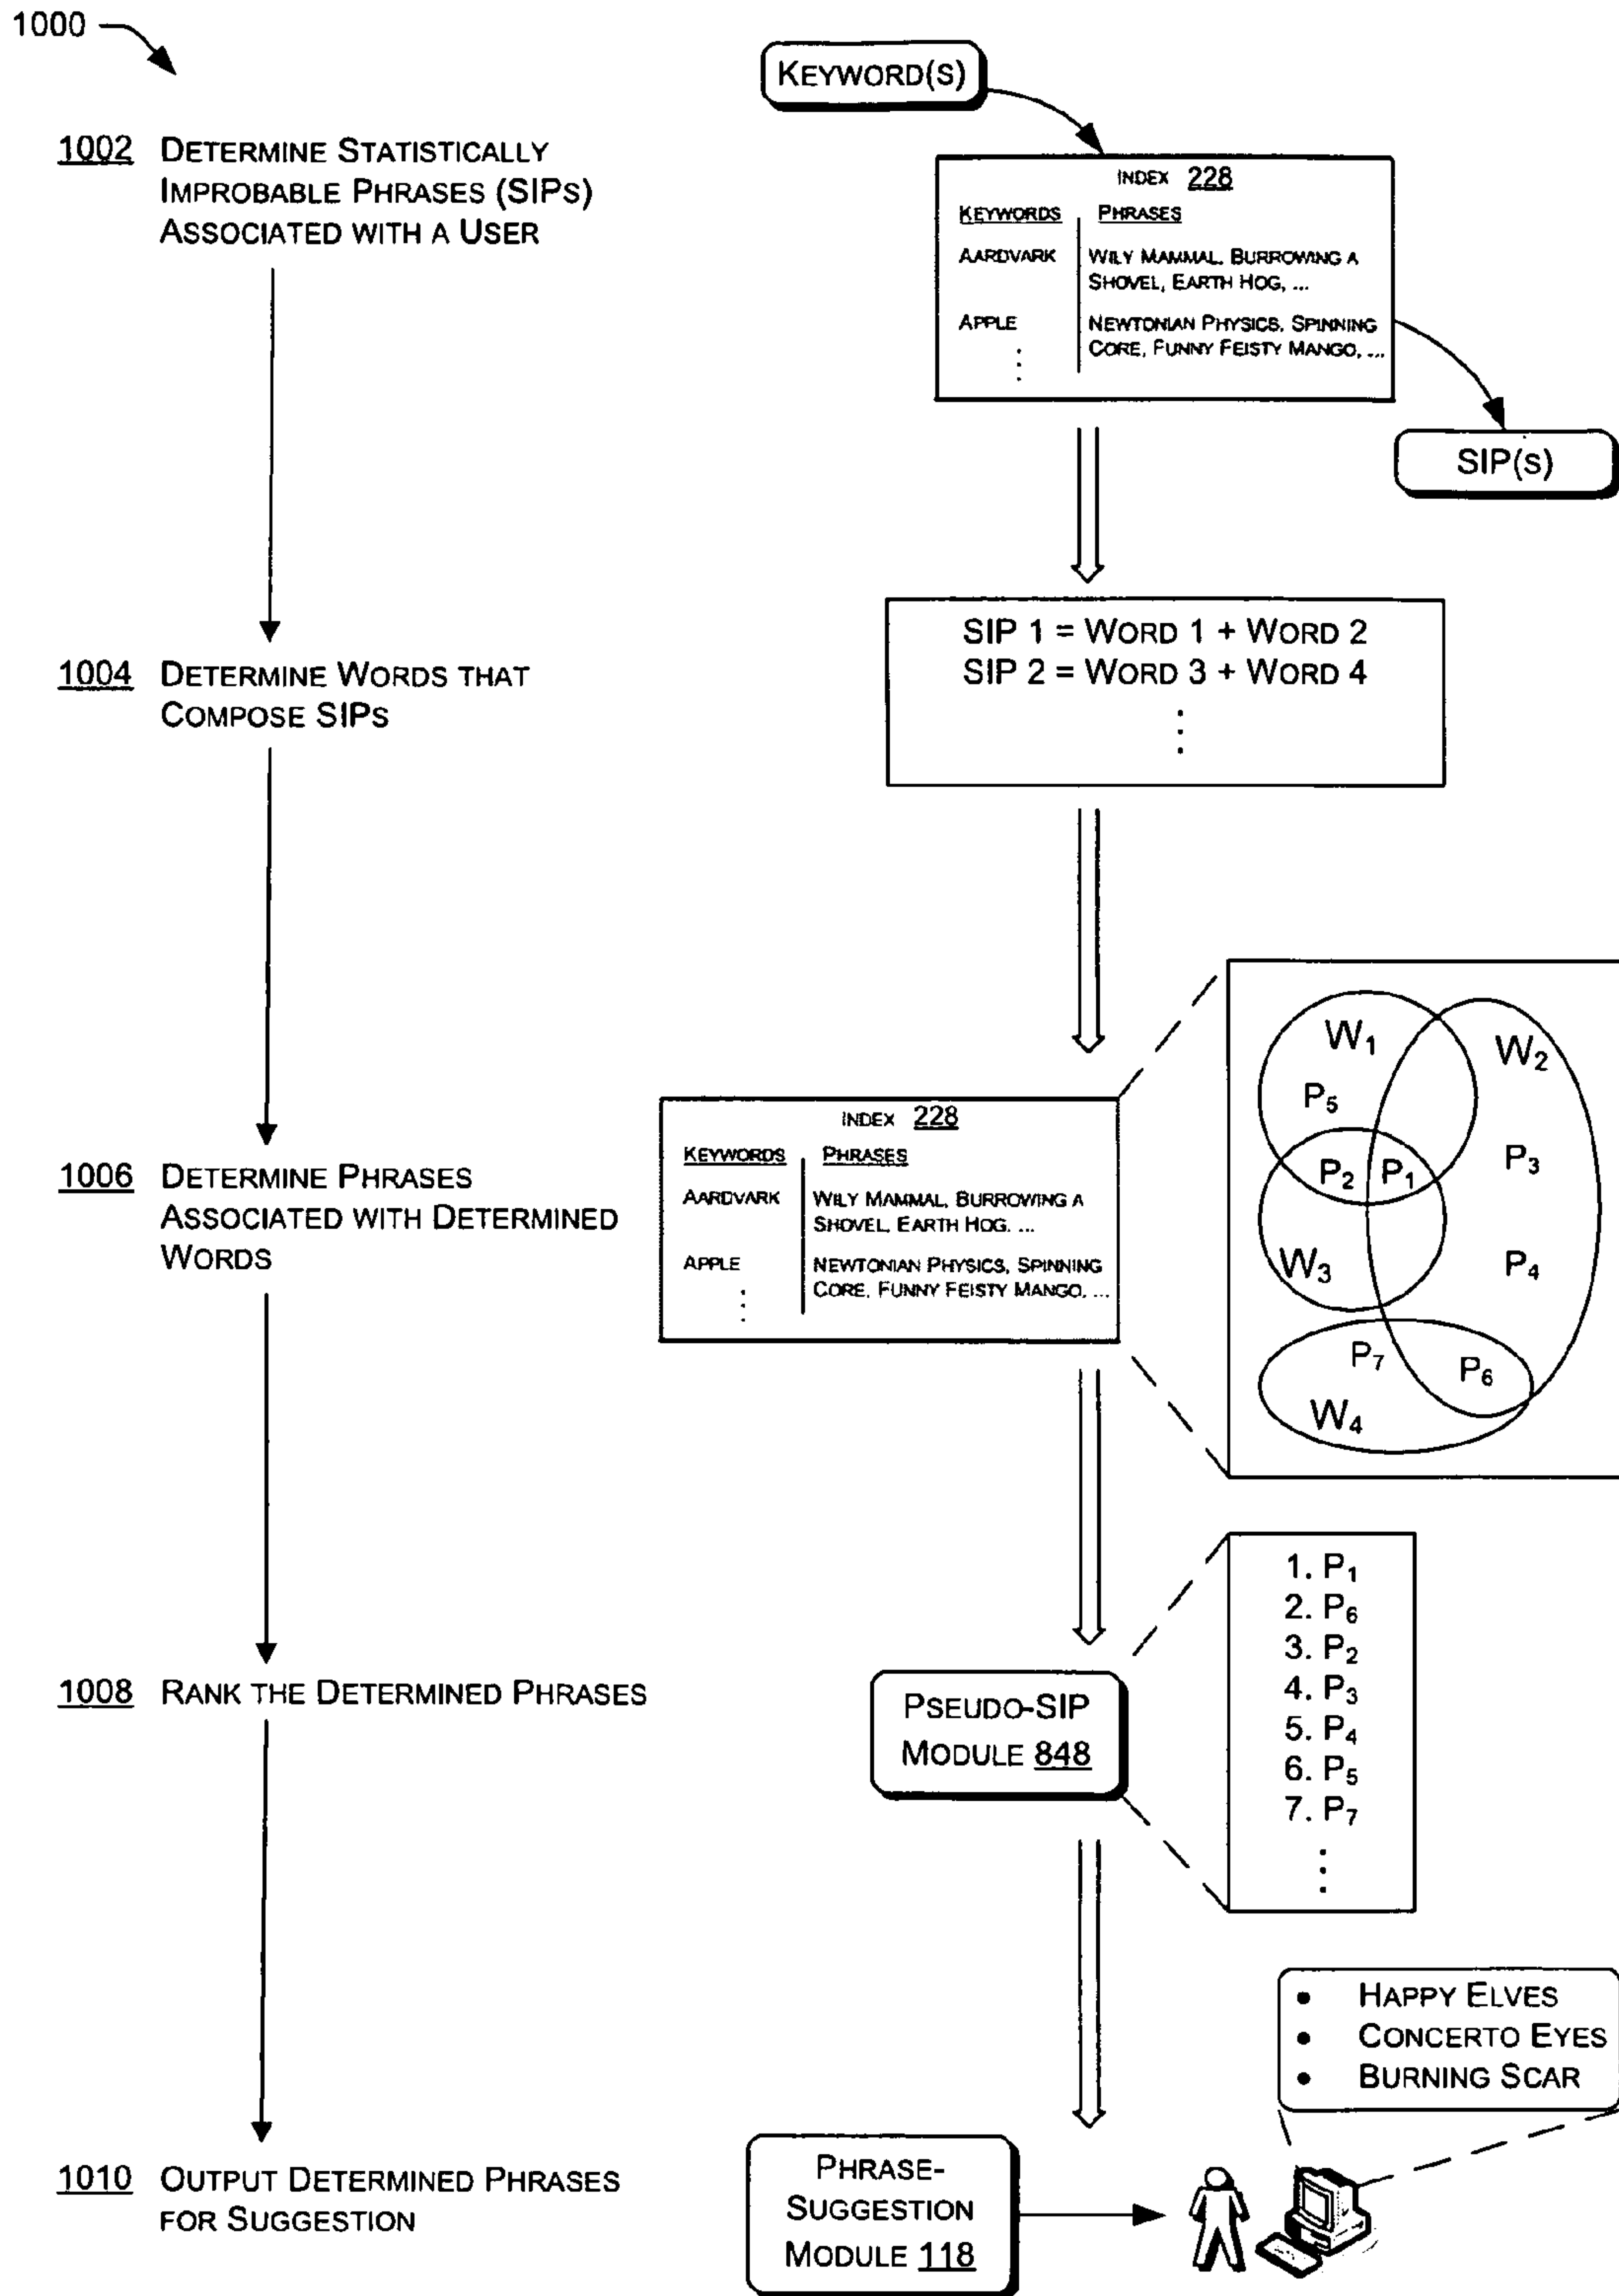 1000
KEYWORD(S)
1002 DETERMINE STATISTICALLY
IMPROBABLE PHRASES (SIPS)
ASSOCIATED WITH A USER
INDEX 228
KEYWORDS PHRASES
AARDVARK WILY MAMMAL, BURROWING A
SHOVEL, EARTH HOG, ...
APPLE NEWTONIAN PHYSICS, SPINNING
CORE, FUNNY FEISTY MANGO, ...
SIP(S)
SIP 1 = WORD 1 + WORD 2
SIP 2 = WORD 3 + WORD 4
1004 DETERMINE WORDS THAT
COMPOSE SIPS
W1
W2
P5
P2
P1
P3
W3
P4
P7
P6
W4
INDEX 228
KEYWORDS PHRASES
AARDVARK WILY MAMMAL, BURROWING A
SHOVEL, EARTH HOG. ...
APPLE NEWTONIAN PHYSICS, SPINNING
CORE, FUNNY FEISTY MANGO, ...
1006 DETERMINE PHRASES
ASSOCIATED WITH DETERMINED
WORDS
1. P1
2. P6
3. P2
4. P3
5. P4
6. P5
7. P7
1008 RANK THE DETERMINED PHRASES
PSEUDO-SIP
MODULE 848
• HAPPY ELVES
• CONCERTO EYES
• BURNING SCAR
1010 OUTPUT DETERMINED PHRASES
FOR SUGGESTION
PHRASE-
SUGGESTION
MODULE 118